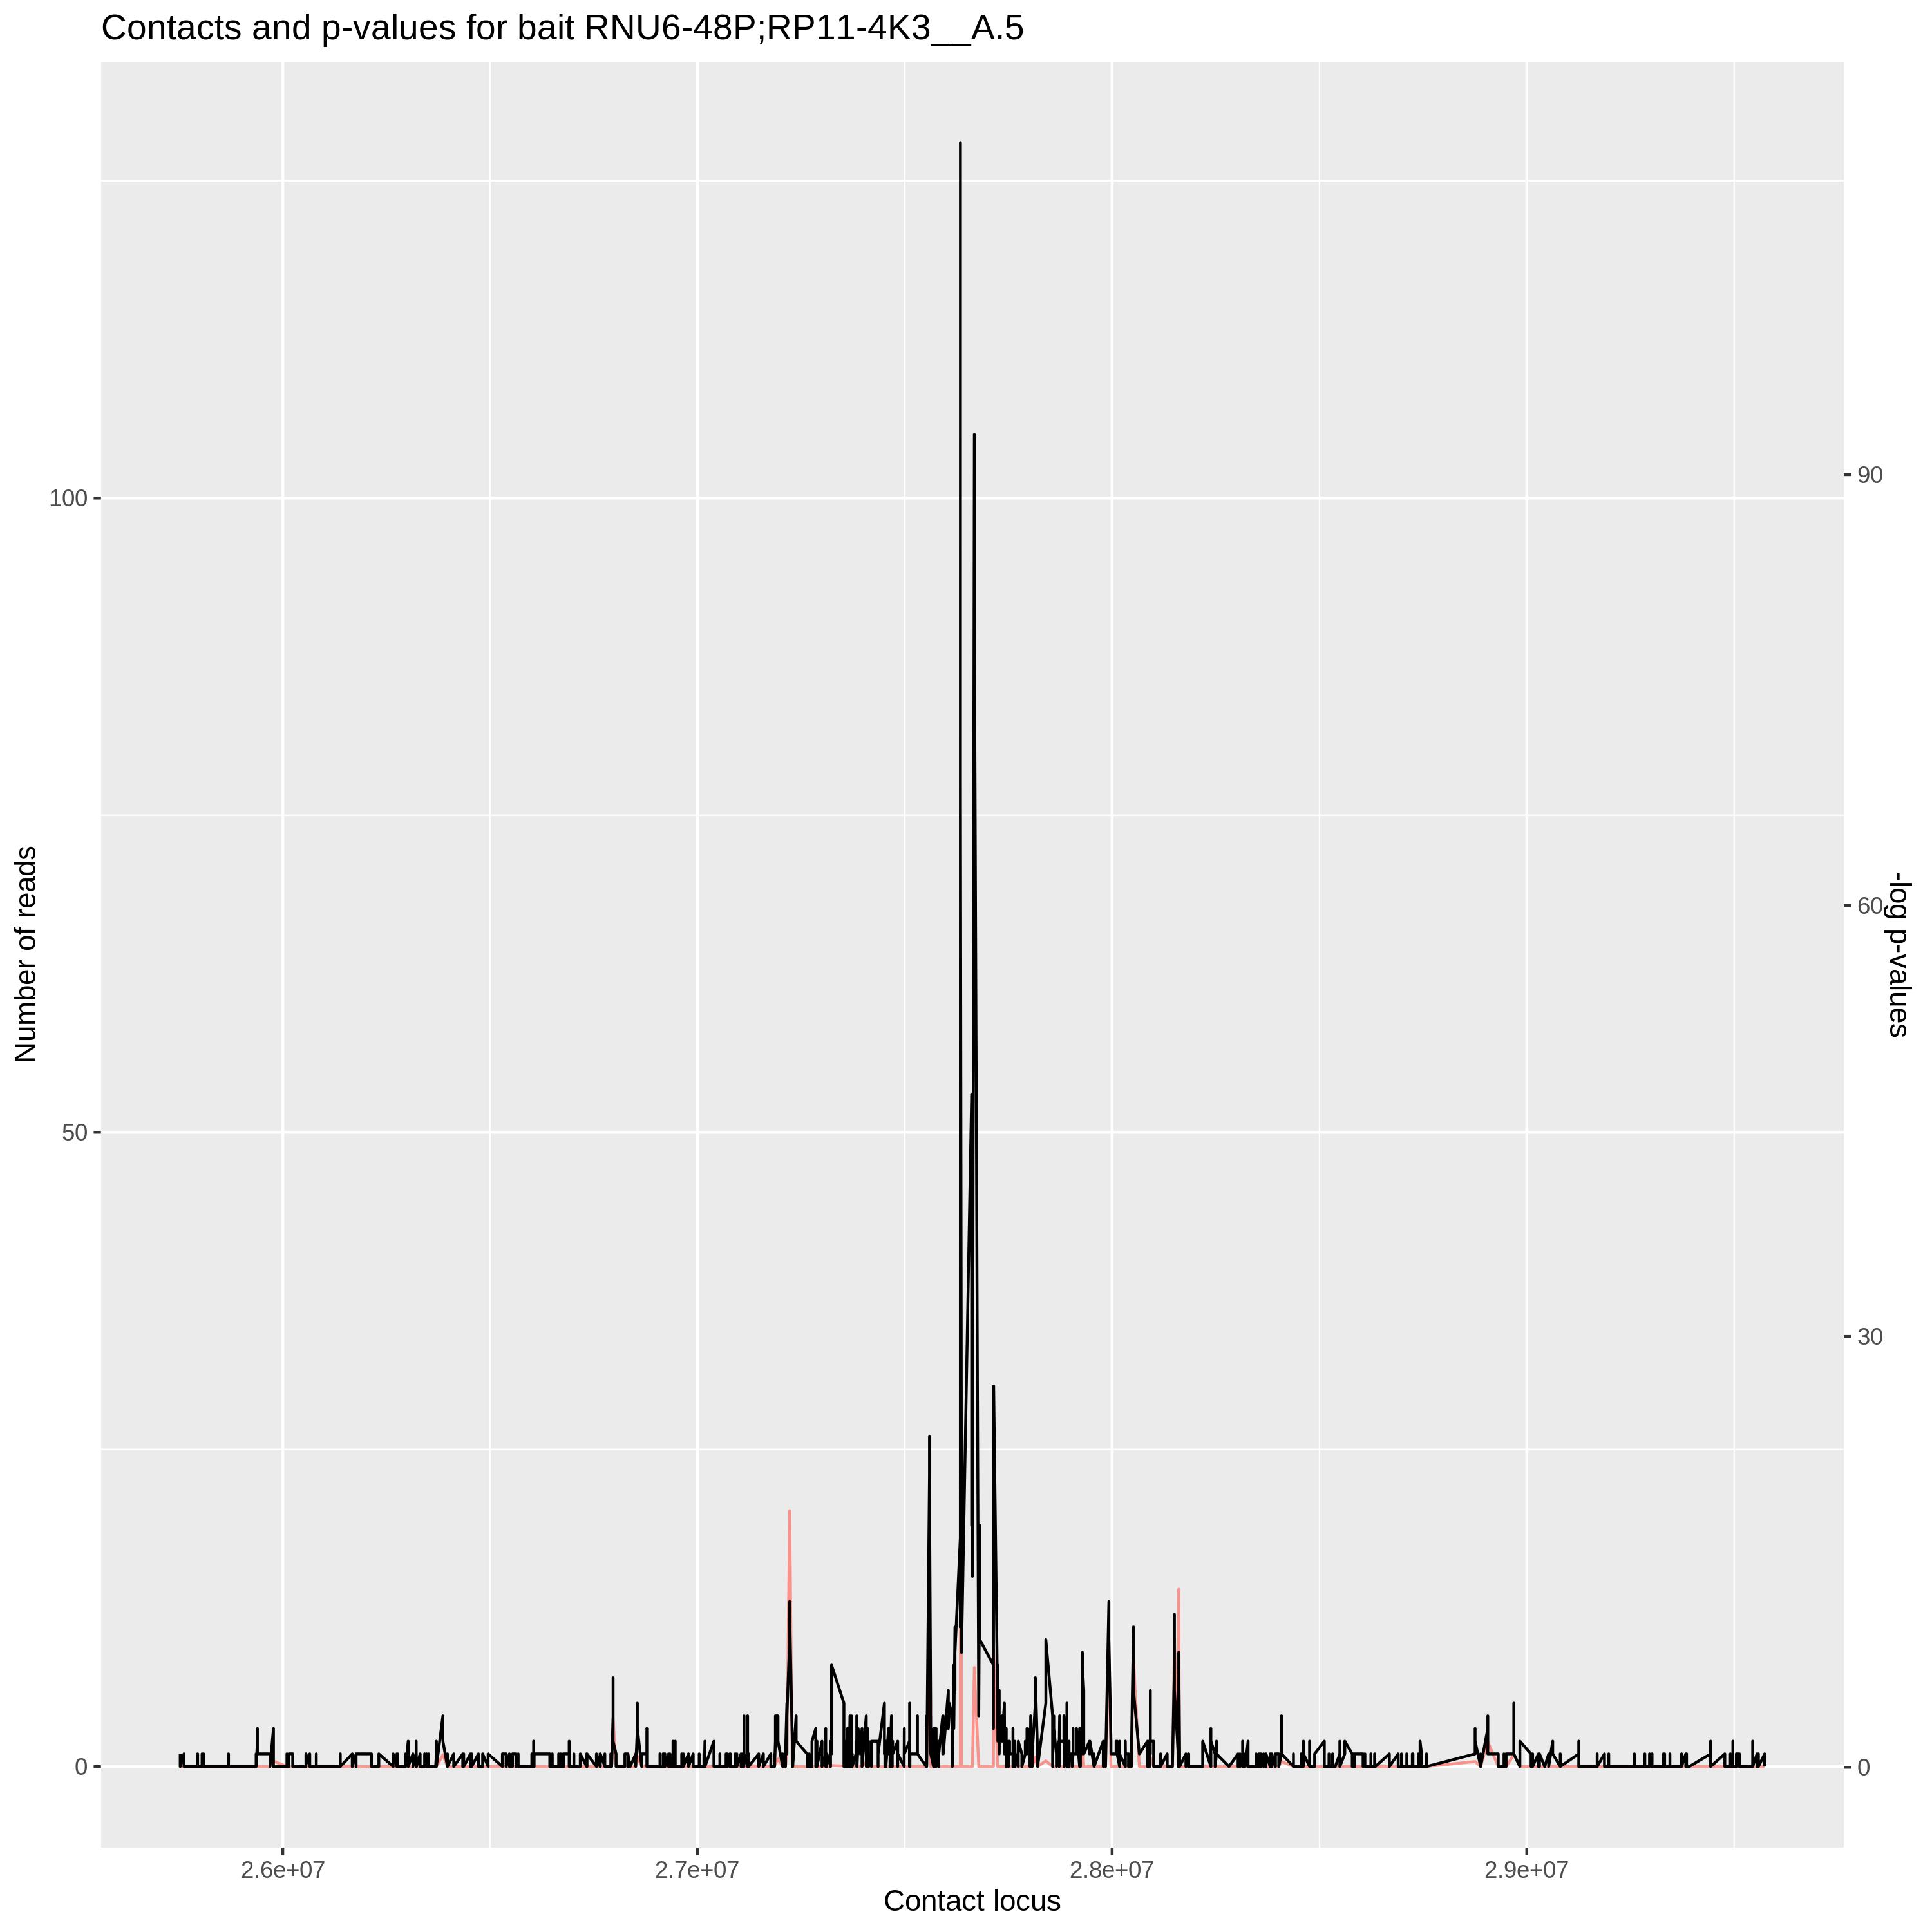 Contacts and p-values for bait RNU6-48P;RP11-4K3__A.5
100
50
0
Number of reads
90
60
30
0
-log p-values
2.6e+07
2.7e+07
2.8e+07
2.9e+07
Contact locus